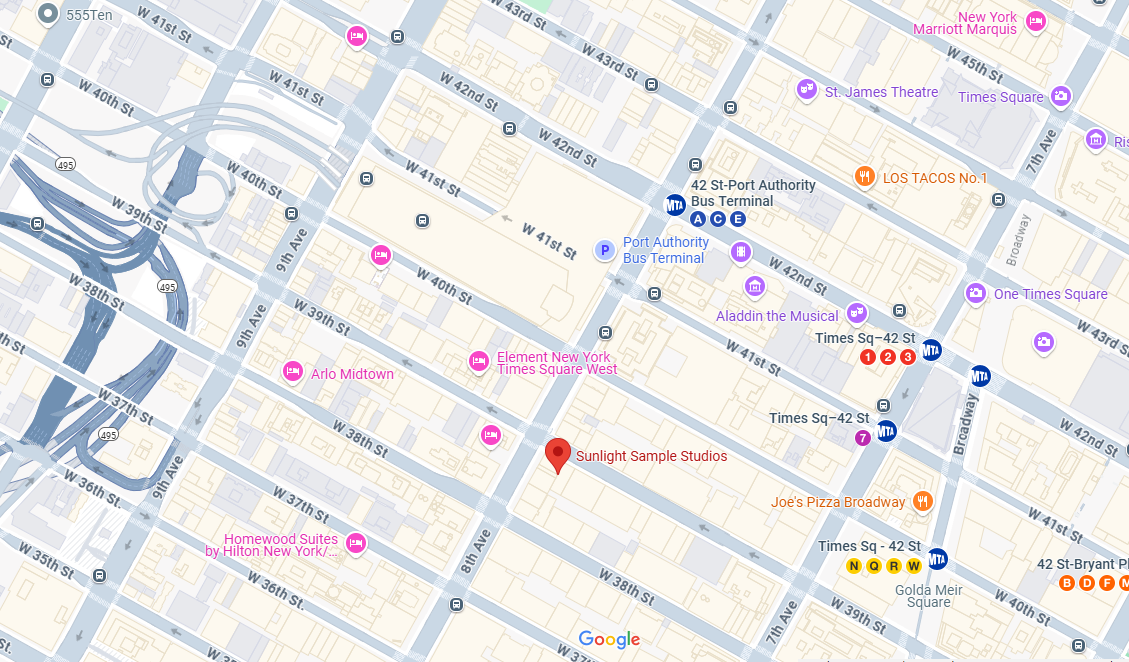 555Ten
W 41st St
W 43rd St
New York
Marriott Marquis
W 45th St
W 43rd St
W 42nd St
W 41st St
W 40th St
St. James Theatre
Times Square
W 42nd St
7th Ave
Ris
495
W 41st St
W 40th St
42 St-Port Authority
Bus Terminal
A C E
LOS TACOS No.1
W 39th St
W 41st St
Broadway
9th Ave
P
Port Authority
Bus Terminal
W 42nd St
W 40th St
495
W 38th St
One Times Square
Aladdin the Musical
W 39th St
9th Ave
Times Sq–42 St
1 2 3
MTA
W 43rd St
W 41st St
Element New York
Times Square West
Arlo Midtown
MTA
W 37th St
Times Sq–42 St
7
MTA
Broadway
W 42nd St
495
W 38th St
Sunlight Sample Studios
9th Ave
W 36th St.
W 37th St
Joe's Pizza Broadway
W 41st St
Homewood Suites
by Hilton New York/...
8th Ave
Times Sq - 42 St
N Q R W
MTA
W 35th St
W 36th St.
W 38th St
Golda Meir
Square
42 St-Bryant P
B D F M
W 40th St
W 39th St
7th Ave
Google